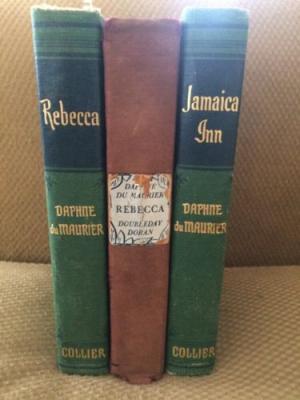 Rebecca
DAPHNE
du MAURIER
COLLIER
DAPHNE
DU MAURIER
REBECCA
DOUBLEDAY
DORAN
Jamaica
Inn
DAPHNE
du MAURIER
COLLIER